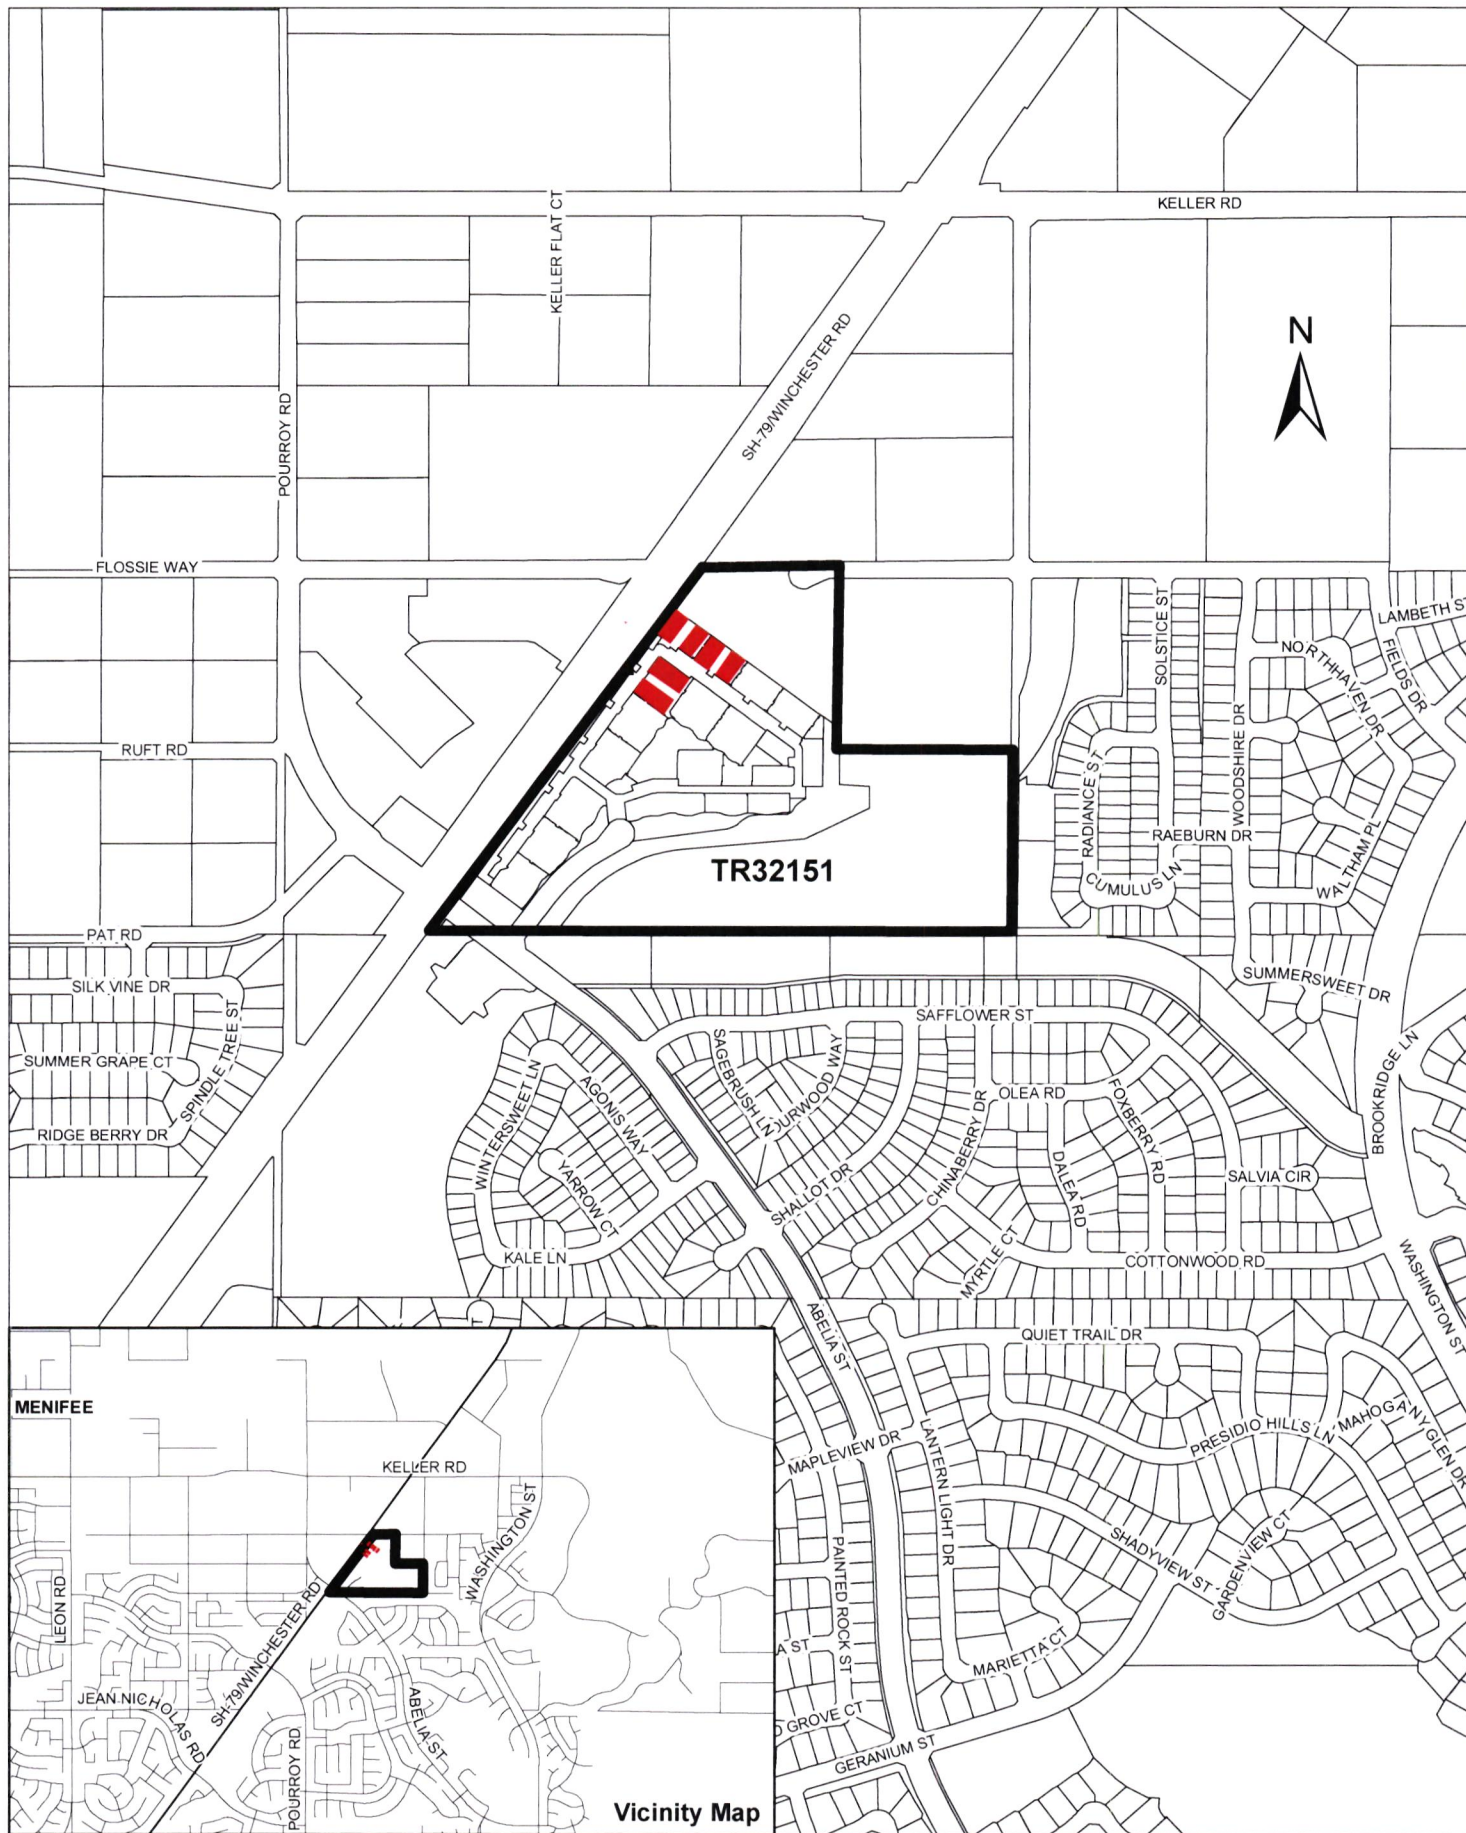 KELLER RD
KELLER FLAT CT
N
SH-79/WINCHESTER RD
POURROY RD
FLOSSIE WAY
SOLSTICE ST
LAMBETH ST
NORTHHAVEN DR
FIELDS DR
WOODSHIRE DR
RUFT RD
RADIANCE ST
RAEBURN DR
WALTHAM PL
TR32151
CUMULUS LN
PAT RD
SILK VINE DR
SUMMERSWEET DR
SPINDLE TREE ST
SAFFLOWER ST
SUMMER GRAPE CT
SAGEBRUSH LN
OURWOOD WAY
BROOKRIDGE LN
WINTERSWEET LN
AGONIS WAY
OLEA RD
FOXBERRY RD
RIDGE BERRY DR
CHINABERRY DR
YARROW CT
SHALLOT DR
DALEA RD
SALVIA CIR
KALE LN
MYRTLE CT
COTTONWOOD RD
WASHINGTON ST
ABELIA ST
QUIET TRAIL DR
MAPLEVIEW DR
LANTERN LIGHT DR
PRESIDIO HILLS LN
MAHOGANY GLEN DR
PAINTED ROCK ST
SHADYVIEW ST
GARDENVIEW CT
A ST
MARIETTA CT
D GROVE CT
GERANIUM ST
MENIFEE
KELLER RD
WASHINGTON ST
LEON RD
SH-79/WINCHESTER RD
JEAN NICHOLAS RD
ABELIA ST
POURROY RD
Vicinity Map